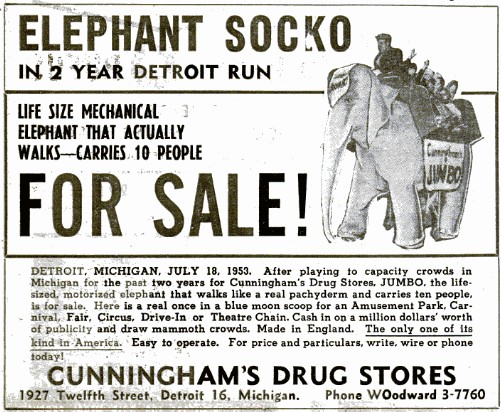 ELEPHANT SOCKO
IN 2 YEAR DETROIT RUN
LIFE SIZE MECHANICAL
ELEPHANT THAT ACTUALLY
WALKS—CARRIES 10 PEOPLE
FOR SALE!
Cunningham's
JUMBO
DETROIT, MICHIGAN, JULY 18, 1953. After playing to capacity crowds in
Michigan for the past two years for Cunningham's Drug Stores, JUMBO, the life-
sized, motorized elephant that walks like a real pachyderm and carries ten people,
is for sale. Here is a real once in a blue moon scoop for an Amusement Park, Car-
nival, Fair, Circus, Drive-In or Theatre Chain. Cash in on a million dollars' worth
of publicity and draw mammoth crowds. Made in England. The only one of its
kind in America. Easy to operate. For price and particulars, write, wire or phone
today!
CUNNINGHAM'S DRUG STORES
1927 Twelfth Street, Detroit 16, Michigan. Phone WOodward 3-7760